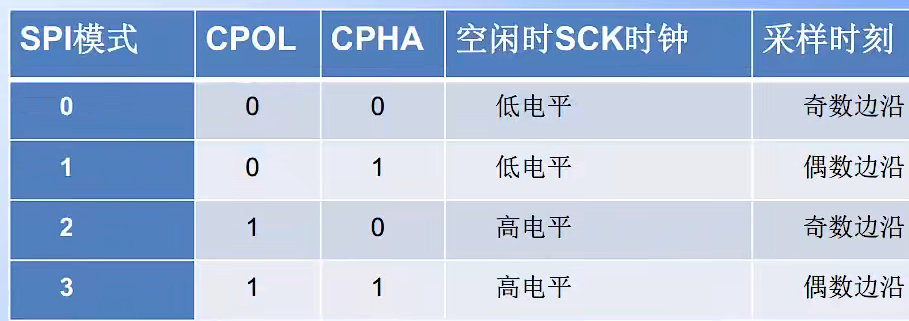 SPI模式 CPOL CPHA 空闲时SCK时钟 采样时刻
0 0 0 低电平 奇数边沿
1 0 1 低电平 偶数边沿
2 1 0 高电平 奇数边沿
3 1 1 高电平 偶数边沿